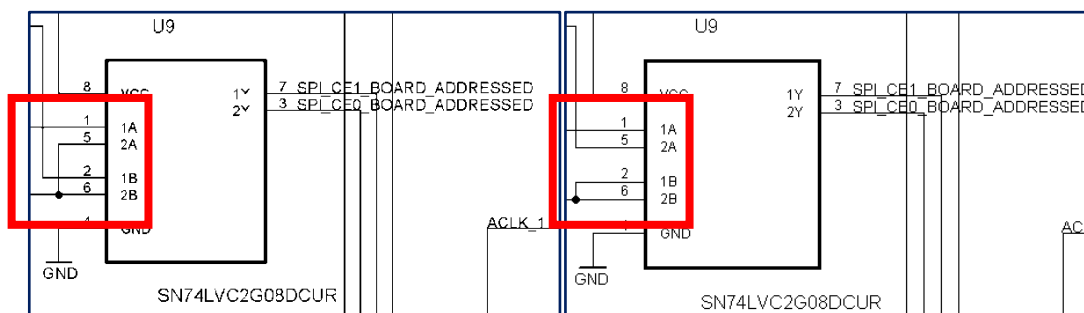 U9
8 VCC
1 1A
5 2A
2 1B
6 2B
GND
1Y 7 SPI_CE1_BOARD_ADDRESSED
2Y 3 SPI_CE0_BOARD_ADDRESSED
ACLK_1
GND
SN74LVC2G08DCUR
U9
8 VCC
1 1A
5 2A
2 1B
6 2B
GND
1Y 7 SPI_CE1_BOARD_ADDRESSED
2Y 3 SPI_CE0_BOARD_ADDRESSED
AC
GND
SN74LVC2G08DCUR